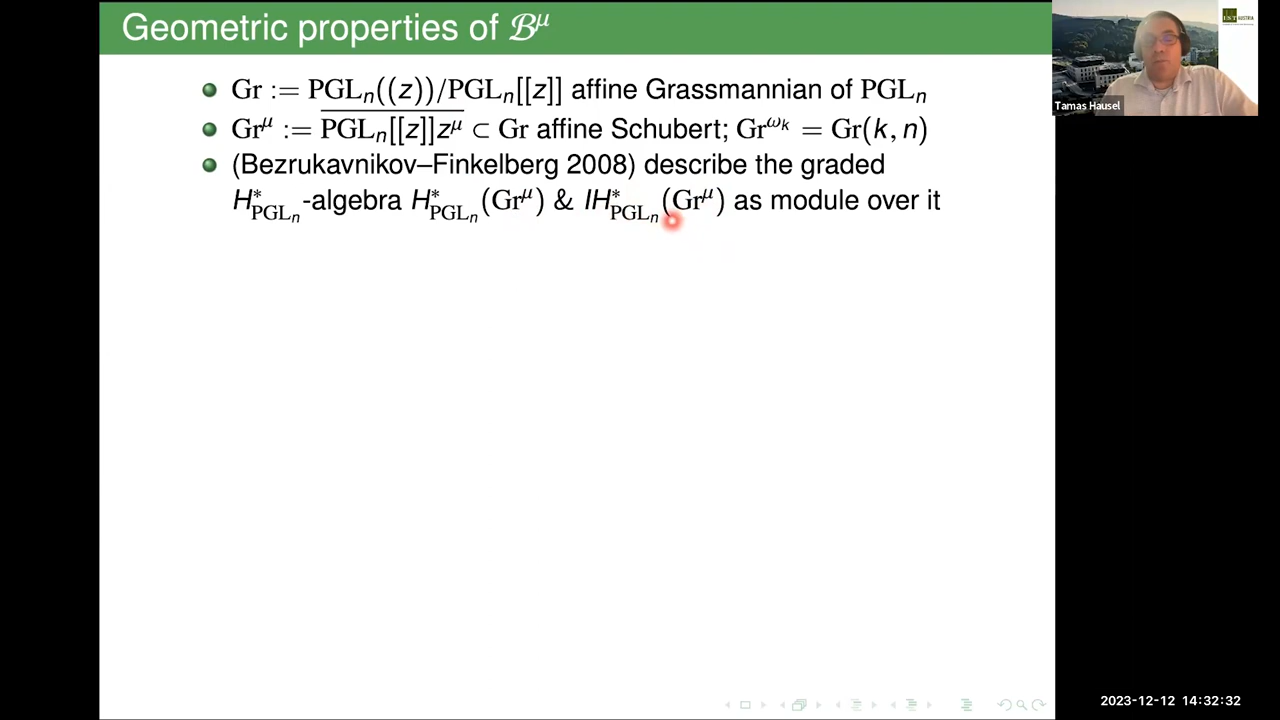 Geometric properties of 𝓑^μ
Gr := PGL_n((z))/PGL_n[[z]] affine Grassmannian of PGL_n
Gr^μ := \overline{PGL_n[[z]]z^μ} ⊂ Gr affine Schubert; Gr^{ω_k} = Gr(k, n)
(Bezrukavnikov–Finkelberg 2008) describe the graded
H^*_{PGL_n}-algebra H^*_{PGL_n}(Gr^μ) & IH^*_{PGL_n}(Gr^μ) as module over it
Tamas Hausel
2023-12-12 14:32:32